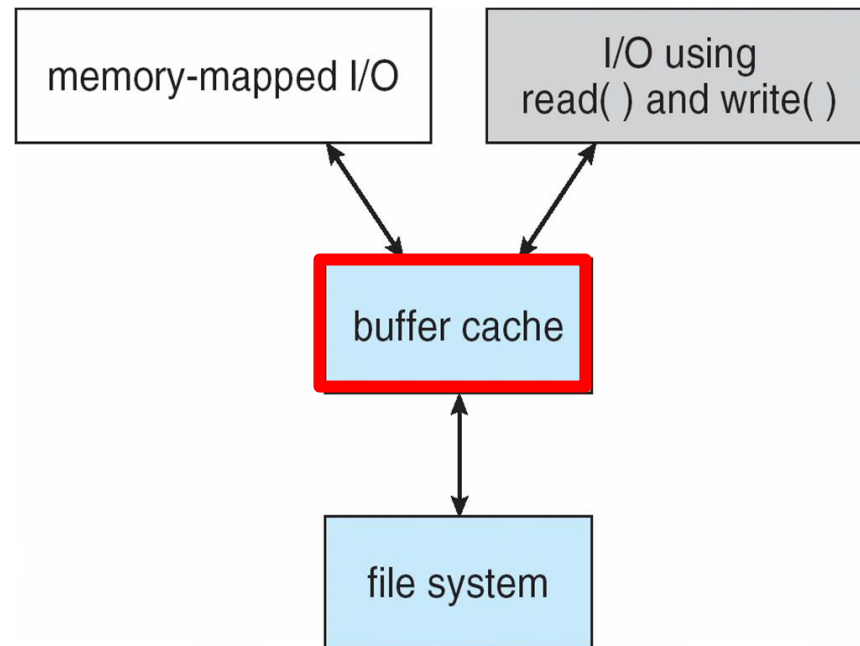 memory-mapped I/O
I/O using
read( ) and write( )
buffer cache
file system